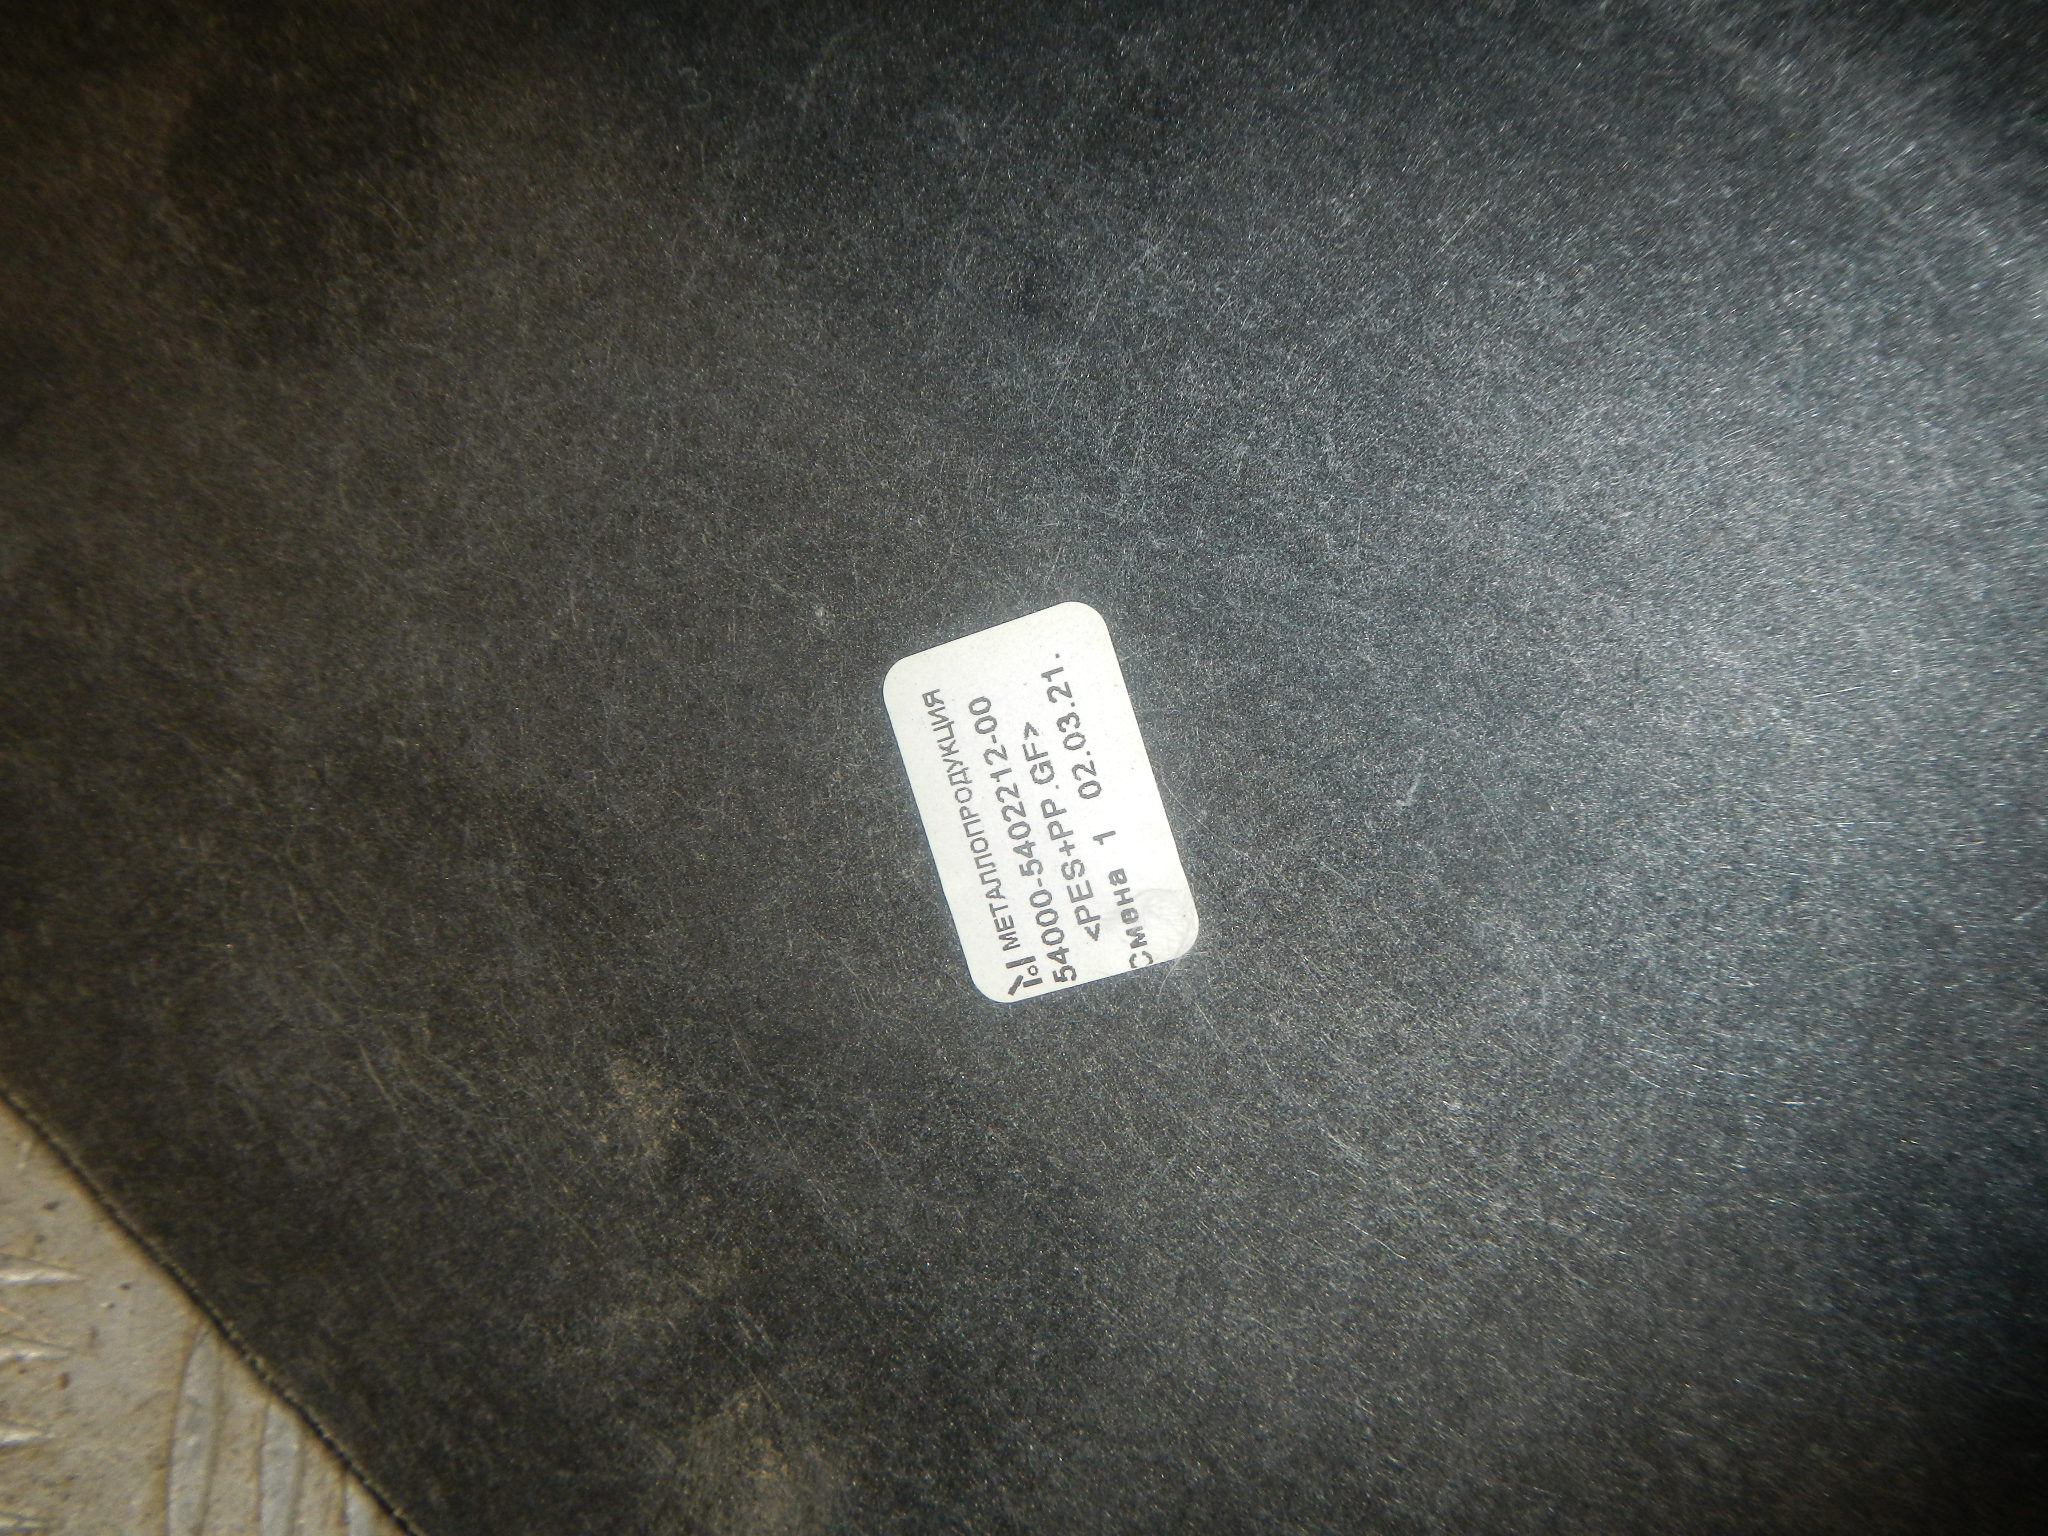 МЕТАЛЛОПРОДУКЦИЯ
54000-5402212-00
<PES+PP.GF>
Смена 1 02.03.21.